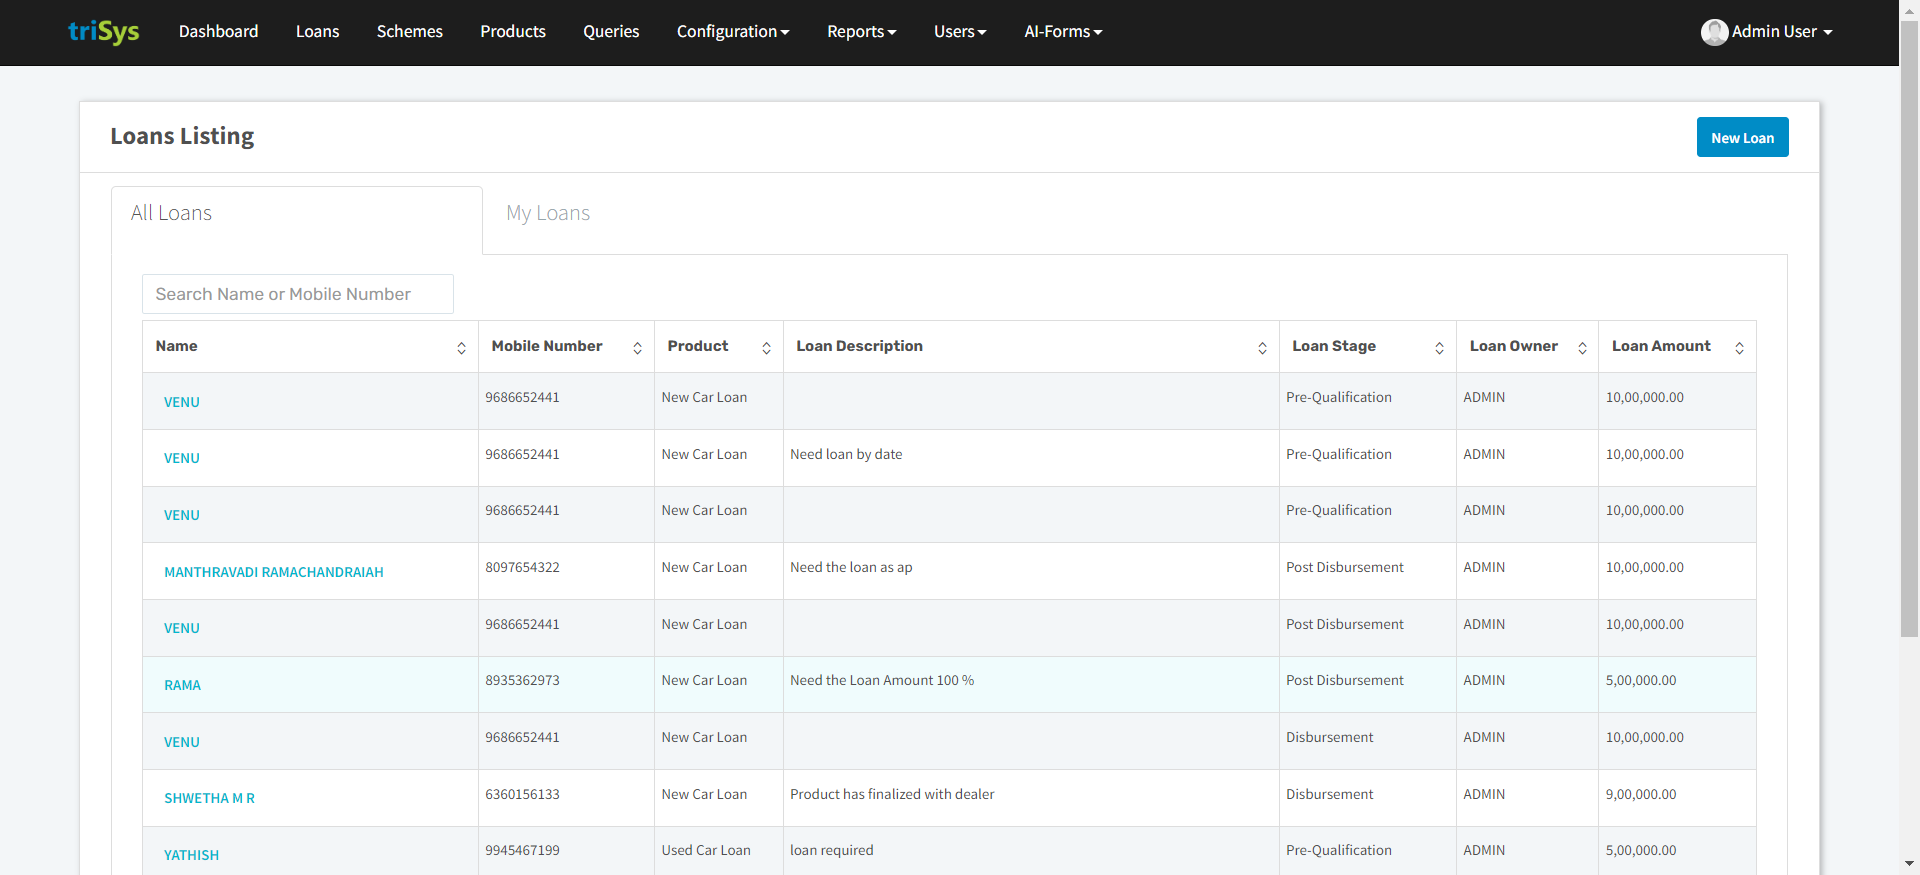 triSys Dashboard Loans Schemes Products Queries Configuration Reports Users AI-Forms Admin User
Loans Listing New Loan
All Loans My Loans
Search Name or Mobile Number
Name Mobile Number Product Loan Description Loan Stage Loan Owner Loan Amount
VENU 9686652441 New Car Loan Pre-Qualification ADMIN 10,00,000.00
VENU 9686652441 New Car Loan Need loan by date Pre-Qualification ADMIN 10,00,000.00
VENU 9686652441 New Car Loan Pre-Qualification ADMIN 10,00,000.00
MANTHRAVADI RAMACHANDRAIAH 8097654322 New Car Loan Need the loan as ap Post Disbursement ADMIN 10,00,000.00
VENU 9686652441 New Car Loan Post Disbursement ADMIN 10,00,000.00
RAMA 8935362973 New Car Loan Need the Loan Amount 100 % Post Disbursement ADMIN 5,00,000.00
VENU 9686652441 New Car Loan Disbursement ADMIN 10,00,000.00
SHWETHA M R 6360156133 New Car Loan Product has finalized with dealer Disbursement ADMIN 9,00,000.00
YATHISH 9945467199 Used Car Loan loan required Pre-Qualification ADMIN 5,00,000.00